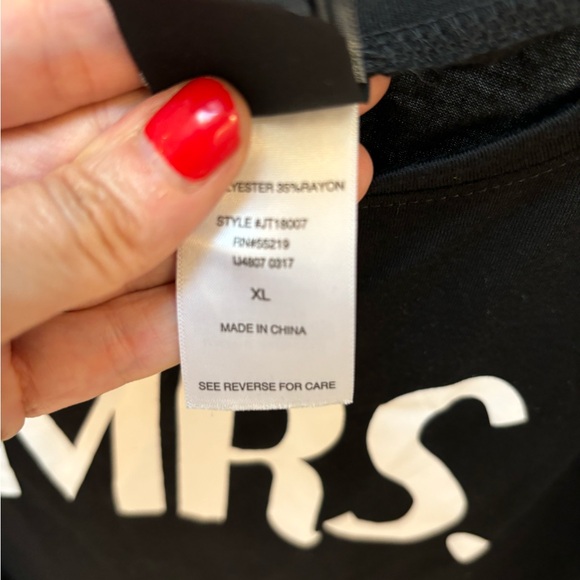 LYESTER 35%RAYON
STYLE #JT18007
RN#55219
U4807 0317
XL
MADE IN CHINA
SEE REVERSE FOR CARE
MRS.